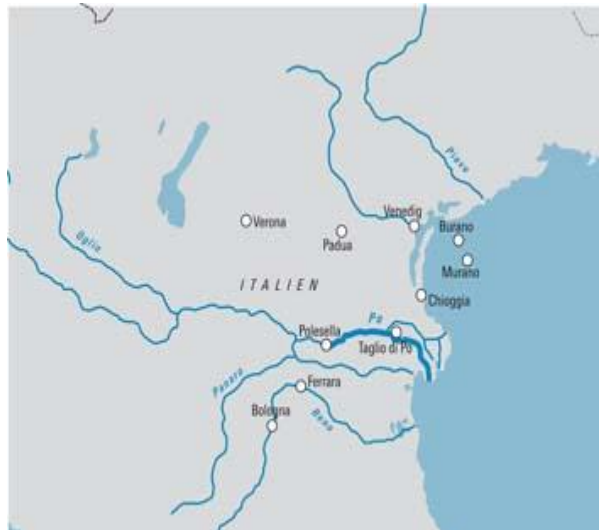 Piave
Venedig
Burano
Verona
Padua
Murano
Oglio
ITALIEN
Chioggia
Po
Polesella
Taglio di Po
Panaro
Ferrara
Bologna
Reno